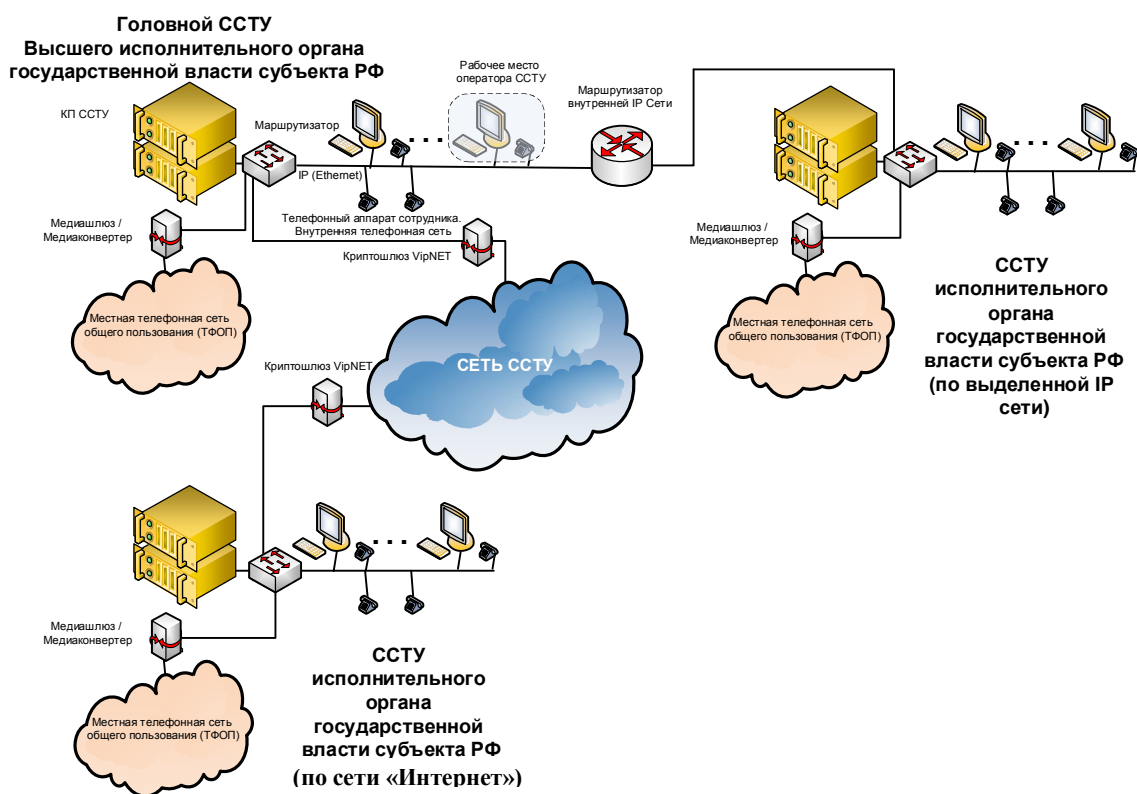 Головной ССТУ
Высшего исполнительного органа
государственной власти субъекта РФ
КП ССТУ
Маршрутизатор
Рабочее место
оператора ССТУ
Маршрутизатор
внутренней IP Сети
IP (Ethernet)
Медиашлюз /
Медиаконвертер
Телефонный аппарат сотрудника.
Внутренняя телефонная сеть
Криптошлюз VipNET
Местная телефонная сеть
общего пользования (ТФОП)
Медиашлюз /
Медиаконвертер
Местная телефонная сеть
общего пользования (ТФОП)
ССТУ
исполнительного
органа
государственной
власти субъекта РФ
(по выделенной IP
сети)
СЕТЬ ССТУ
Криптошлюз VipNET
Медиашлюз /
Медиаконвертер
Местная телефонная сеть
общего пользования (ТФОП)
ССТУ
исполнительного
органа
государственной
власти субъекта РФ
(по сети «Интернет»)